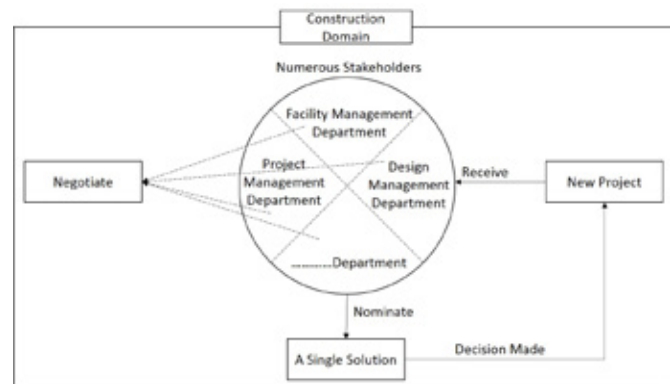 Construction
Domain
Numerous Stakeholders
Facility Management
Department
Negotiate
Project
Management
Department
Design
Management
Department
Receive
New Project
............Department
Nominate
A Single Solution
Decision Made